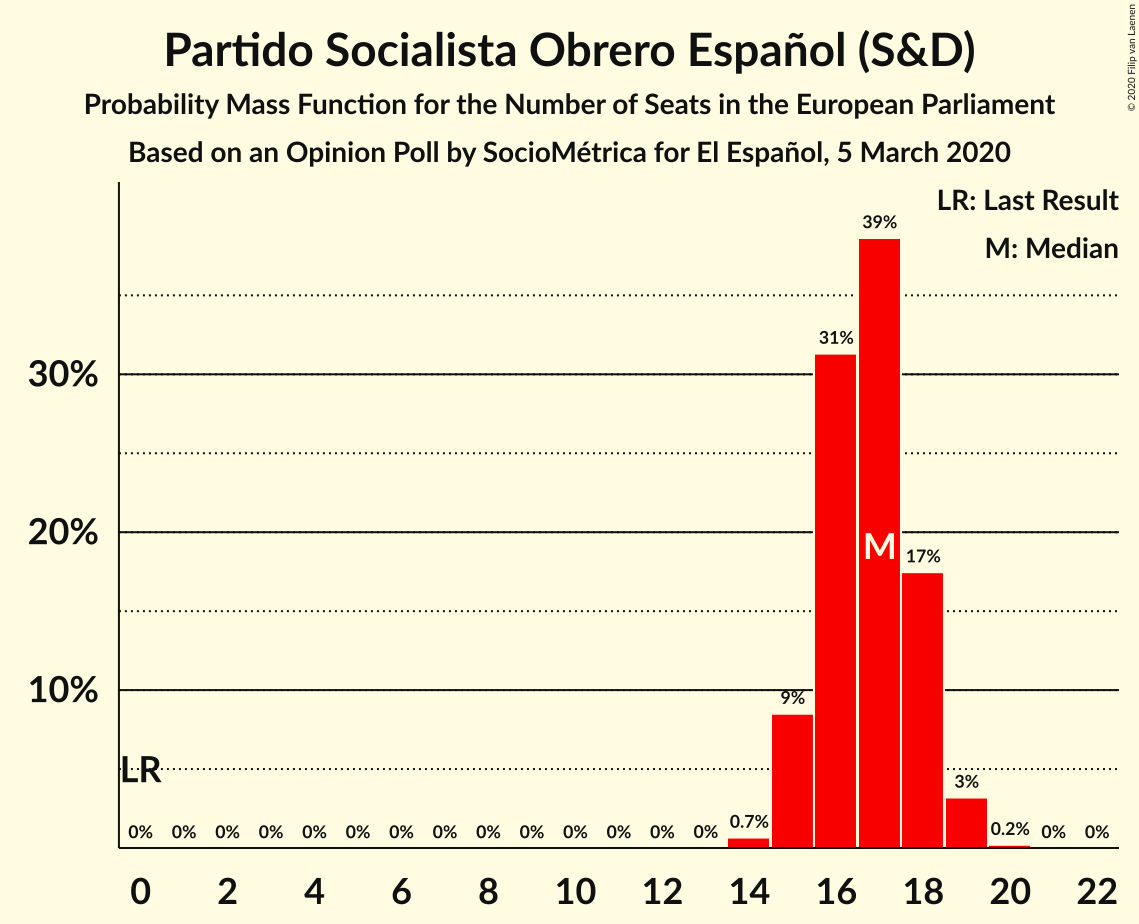 Partido Socialista Obrero Español (S&D)
Probability Mass Function for the Number of Seats in the European Parliament
Based on an Opinion Poll by SocioMétrica for El Español, 5 March 2020
© 2020 Filip van Laenen
LR: Last Result
M: Median
39%
31%
30%
20%
M
17%
10%
9%
LR
3%
0% 0% 0% 0% 0% 0% 0% 0% 0% 0% 0% 0% 0% 0% 0.7% 0.2% 0% 0%
0 2 4 6 8 10 12 14 16 18 20 22